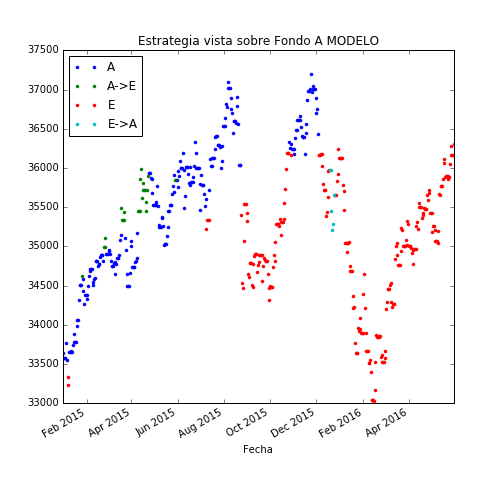 Estrategia vista sobre Fondo A MODELO
37500
37000
36500
36000
35500
35000
34500
34000
33500
33000
A
A->E
E
E->A
Feb 2015
Apr 2015
Jun 2015
Aug 2015
Oct 2015
Dec 2015
Feb 2016
Apr 2016
Fecha